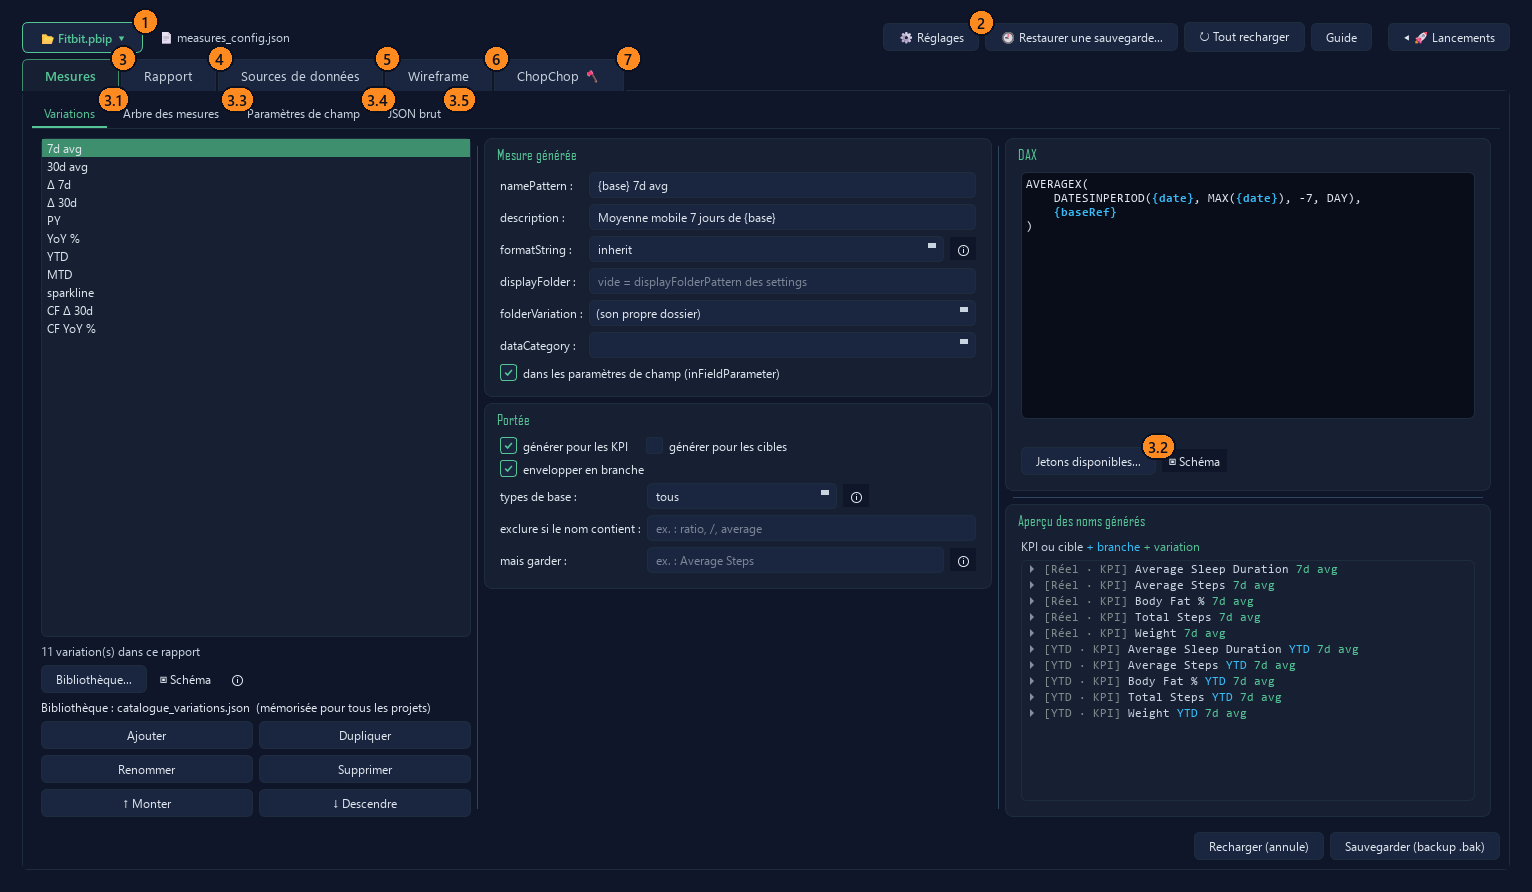 1
2
📂 Fitbit.pbip ▾
📄 measures_config.json
⚙ Réglages
🕘 Restaurer une sauvegarde...
↻ Tout recharger
Guide
◂ 🚀 Lancements
3
4
5
6
7
Mesures
Rapport
Sources de données
Wireframe
ChopChop 🪓
3.1
3.3
3.4
3.5
Variations
Arbre des mesures
Paramètres de champ
JSON brut
7d avg
30d avg
Δ 7d
Δ 30d
PY
YoY %
YTD
MTD
sparkline
CF Δ 30d
CF YoY %
11 variation(s) dans ce rapport
Bibliothèque...
▣ Schéma
ⓘ
Bibliothèque : catalogue_variations.json (mémorisée pour tous les projets)
Ajouter
Dupliquer
Renommer
Supprimer
↑ Monter
↓ Descendre
Mesure générée
namePattern :
{base} 7d avg
description :
Moyenne mobile 7 jours de {base}
formatString :
inherit
ⓘ
displayFolder :
vide = displayFolderPattern des settings
folderVariation :
(son propre dossier)
dataCategory :
dans les paramètres de champ (inFieldParameter)
Portée
générer pour les KPI
générer pour les cibles
envelopper en branche
types de base :
tous
ⓘ
exclure si le nom contient :
ex. : ratio, /, average
mais garder :
ex. : Average Steps
ⓘ
DAX
AVERAGEX(
DATESINPERIOD({date}, MAX({date}), -7, DAY),
{baseRef}
)
3.2
Jetons disponibles...
▣ Schéma
Aperçu des noms générés
KPI ou cible + branche + variation
[Réel · KPI] Average Sleep Duration 7d avg
[Réel · KPI] Average Steps 7d avg
[Réel · KPI] Body Fat % 7d avg
[Réel · KPI] Total Steps 7d avg
[Réel · KPI] Weight 7d avg
[YTD · KPI] Average Sleep Duration YTD 7d avg
[YTD · KPI] Average Steps YTD 7d avg
[YTD · KPI] Body Fat % YTD 7d avg
[YTD · KPI] Total Steps YTD 7d avg
[YTD · KPI] Weight YTD 7d avg
Recharger (annule)
Sauvegarder (backup .bak)